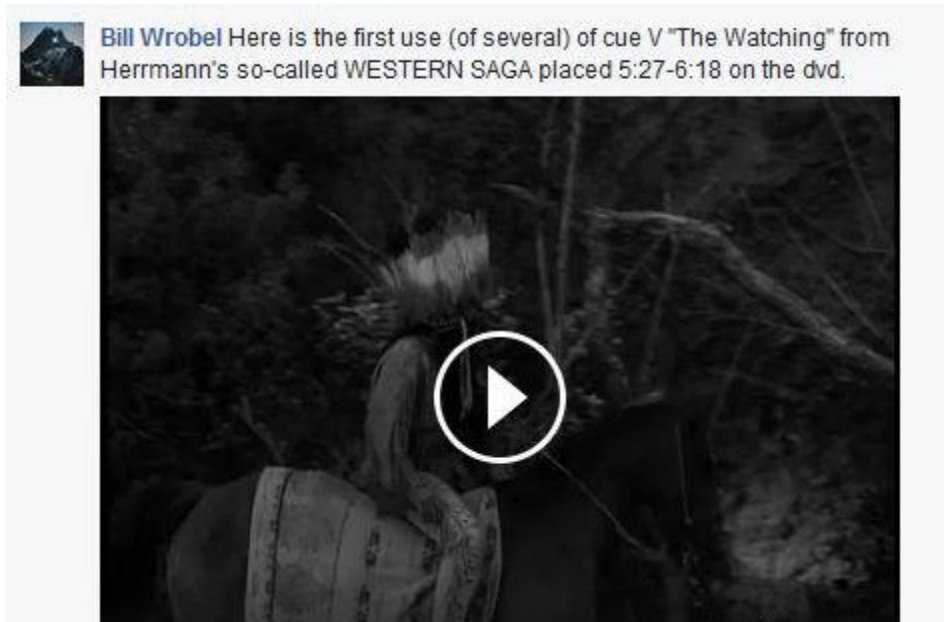 Bill Wrobel Here is the first use (of several) of cue V "The Watching" from
Herrmann's so-called WESTERN SAGA placed 5:27-6:18 on the dvd.